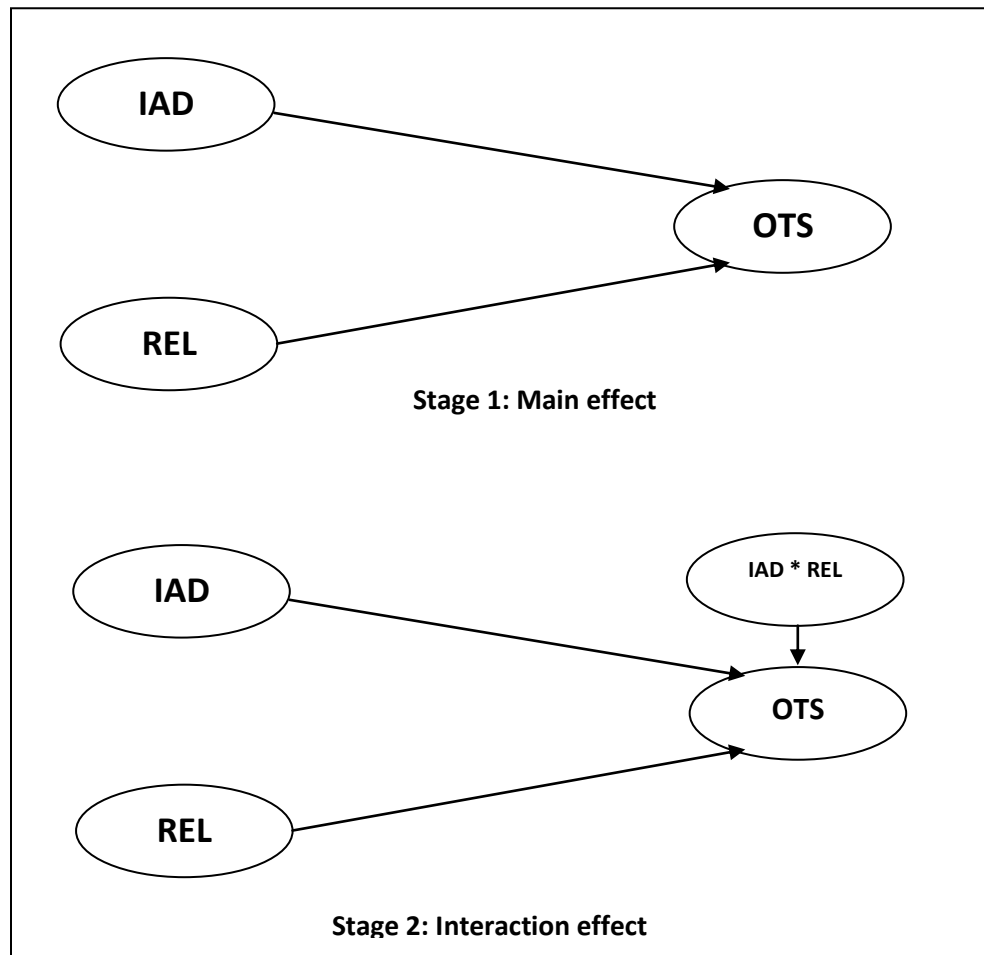 IAD
OTS
REL
Stage 1: Main effect
IAD * REL
IAD
OTS
REL
Stage 2: Interaction effect